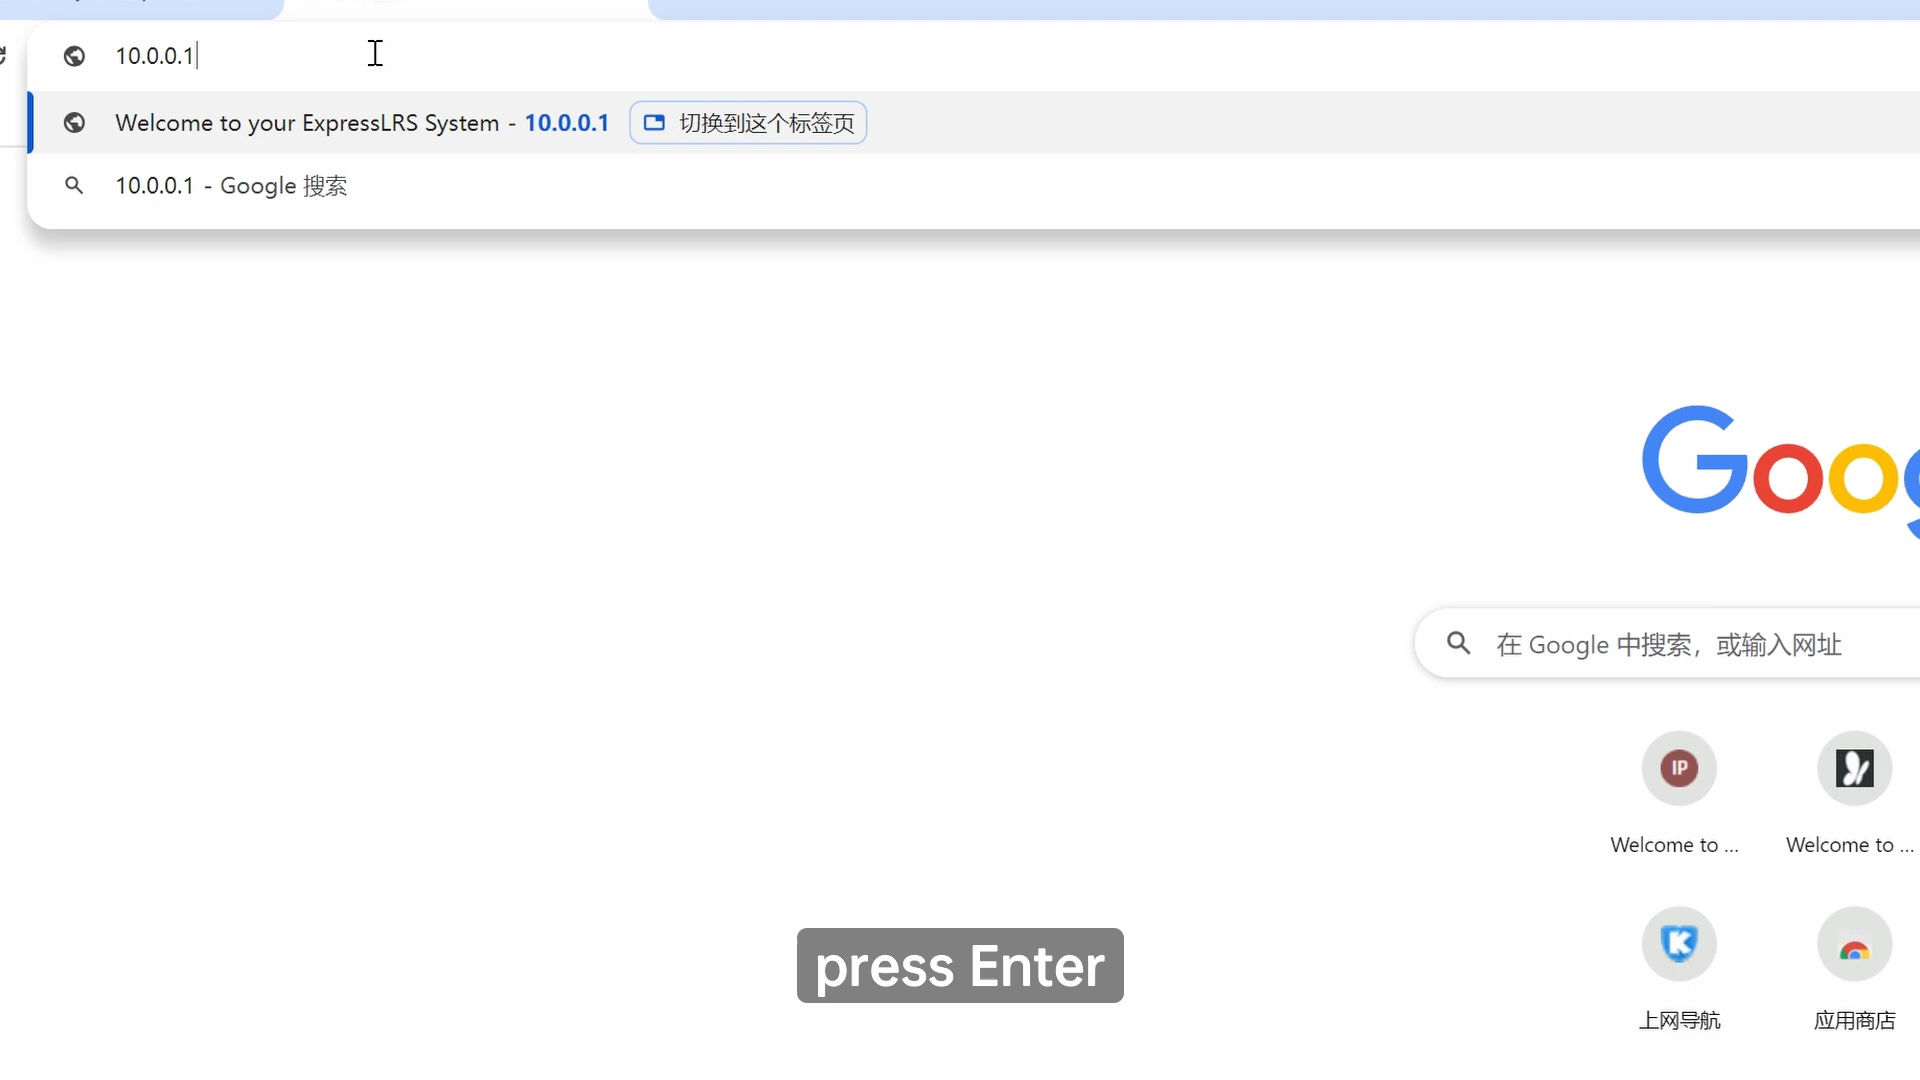 10.0.0.1
Welcome to your ExpressLRS System - 10.0.0.1 切换到这个标签页
10.0.0.1 - Google 搜索
在 Google 中搜索，或输入网址
IP
Welcome to ...
Welcome to ...
K
上网导航
应用商店
press Enter